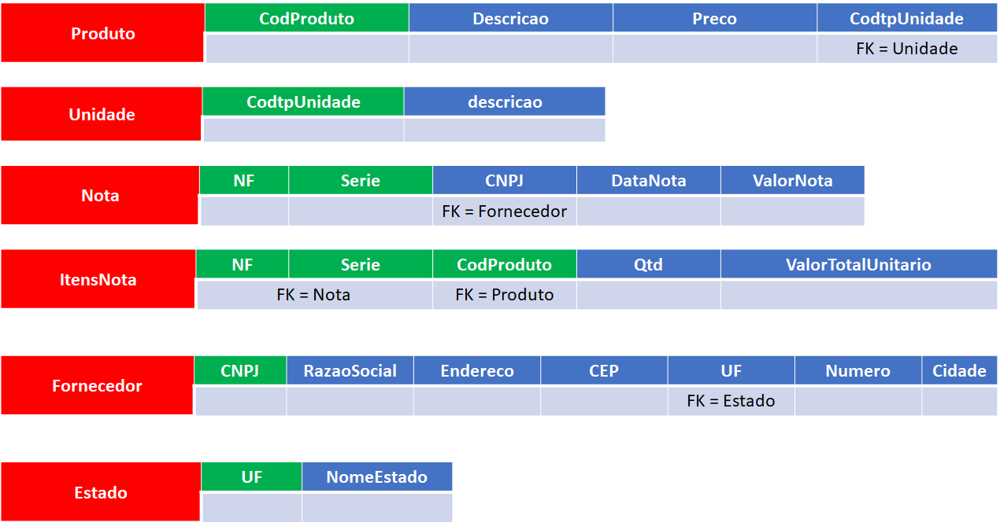 Produto CodProduto Descricao Preco CodtpUnidade
FK = Unidade
Unidade CodtpUnidade descricao
Nota NF Serie CNPJ DataNota ValorNota
FK = Fornecedor
ItensNota NF Serie CodProduto Qtd ValorTotalUnitario
FK = Nota FK = Produto
Fornecedor CNPJ RazaoSocial Endereco CEP UF Numero Cidade
FK = Estado
Estado UF NomeEstado